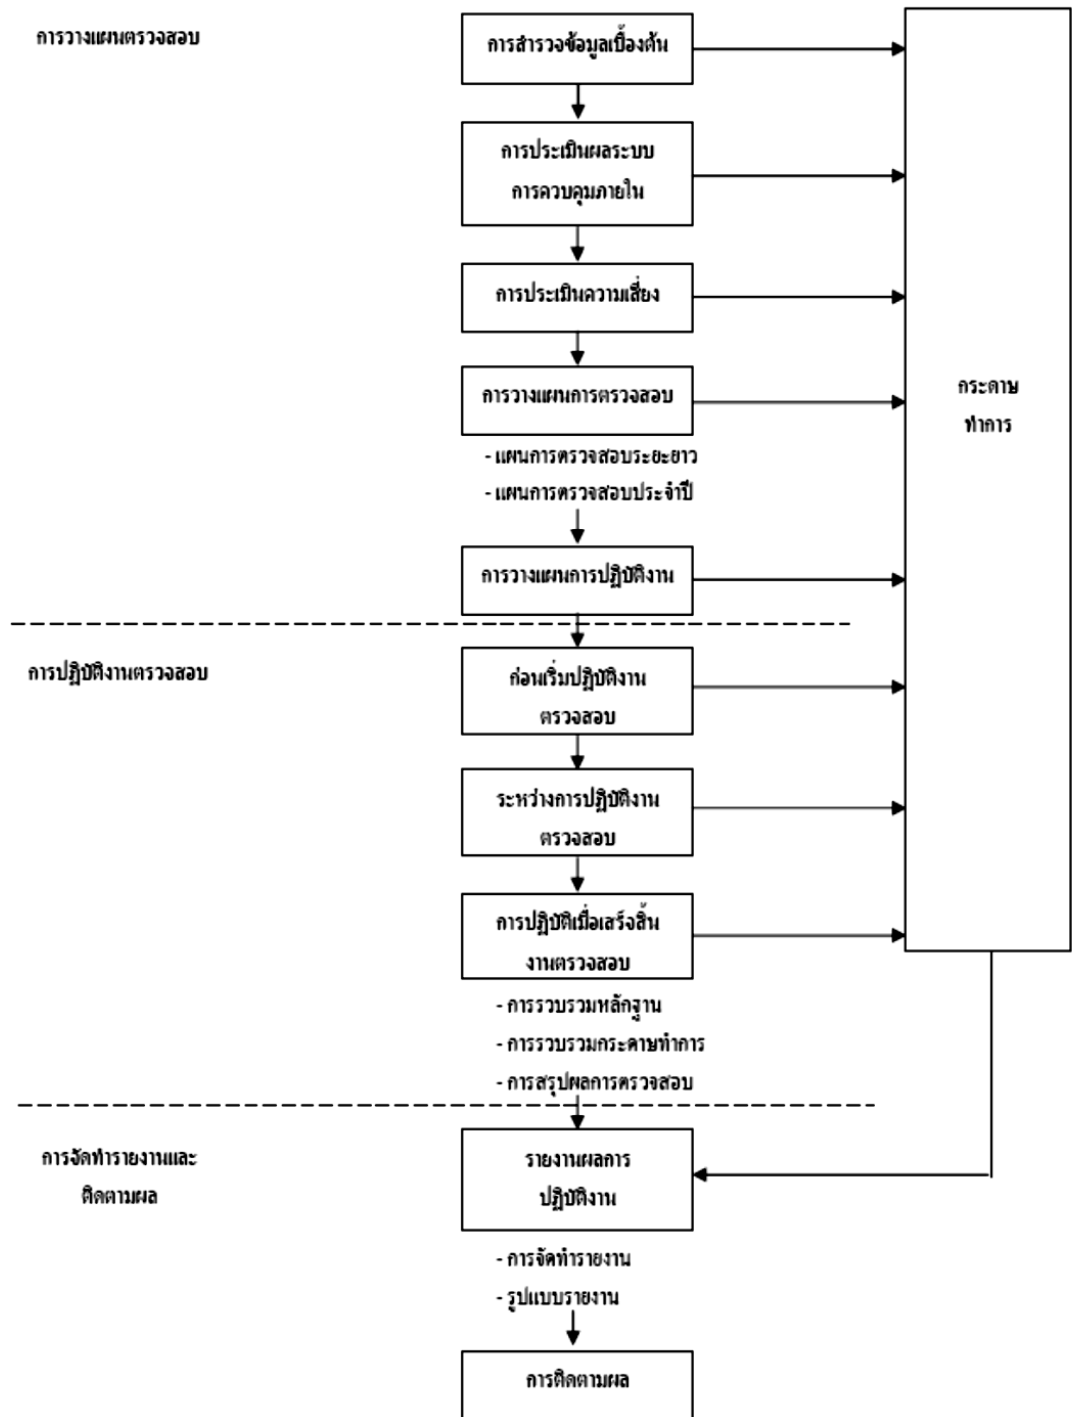 การวางแผนตรวจสอบ
การสำรวจข้อมูลเบื้องต้น
การประเมินผลระบบ
การควบคุมภายใน
การประเมินความเสี่ยง
การวางแผนการตรวจสอบ
- แผนการตรวจสอบระยะยาว
- แผนการตรวจสอบประจำปี
การวางแผนการปฏิบัติงาน
กระดาษ
ทำการ
การปฏิบัติงานตรวจสอบ
ก่อนเริ่มปฏิบัติงาน
ตรวจสอบ
ระหว่างการปฏิบัติงาน
ตรวจสอบ
การปฏิบัติเมื่อเสร็จสิ้น
งานตรวจสอบ
- การรวบรวมหลักฐาน
- การรวบรวมกระดาษทำการ
- การสรุปผลการตรวจสอบ
การจัดทำรายงานและ
ติดตามผล
รายงานผลการ
ปฏิบัติงาน
- การจัดทำรายงาน
- รูปแบบรายงาน
การติดตามผล